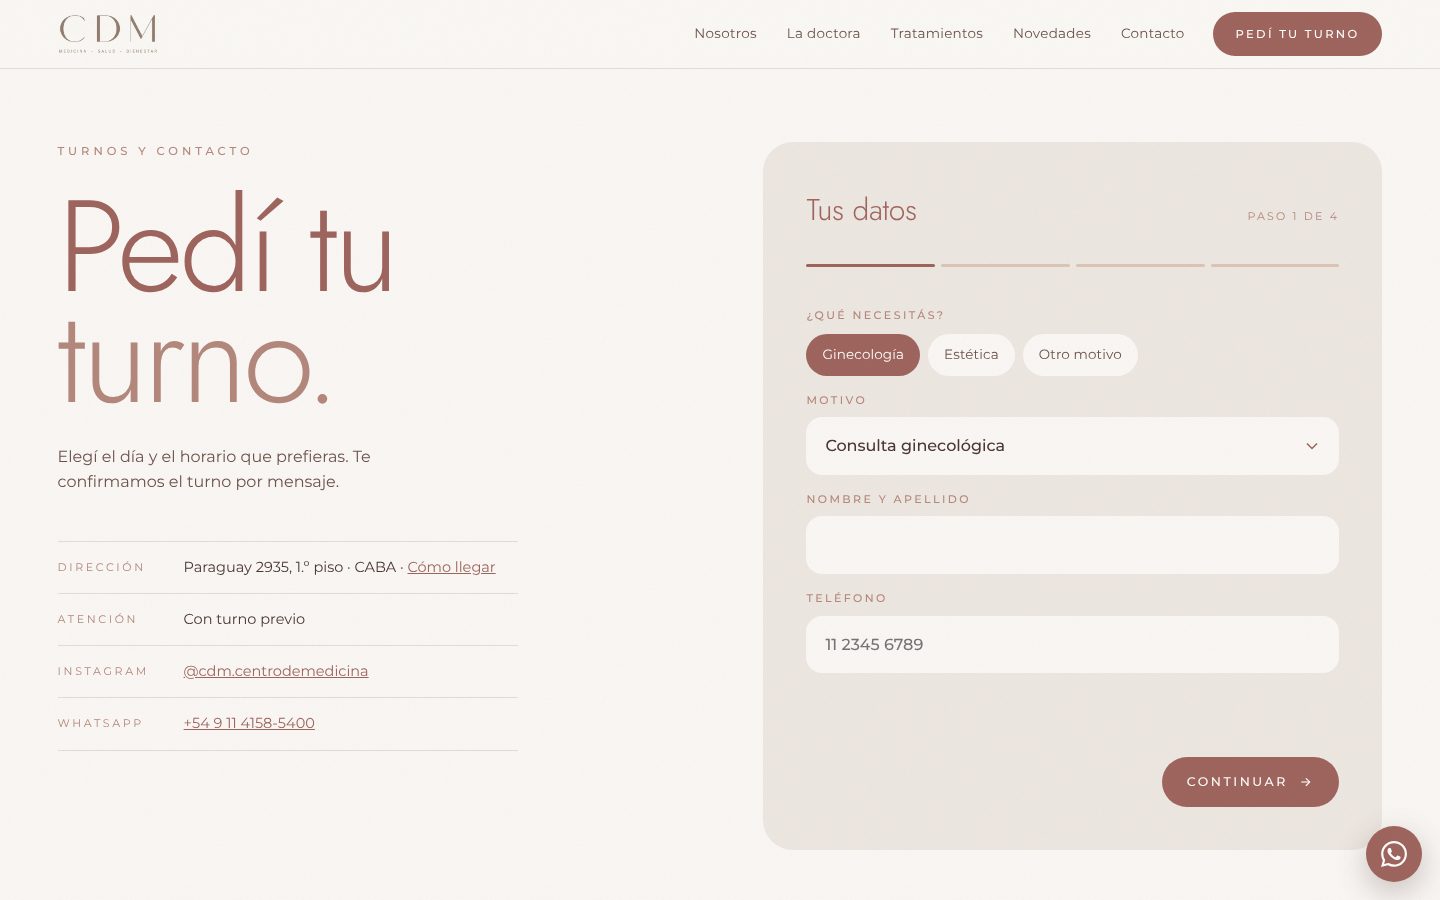 CDM
MEDICINA · SALUD · BIENESTAR
Nosotros
La doctora
Tratamientos
Novedades
Contacto
PEDÍ TU TURNO
TURNOS Y CONTACTO
Pedí tu
turno.
Elegí el día y el horario que prefieras. Te
confirmamos el turno por mensaje.
DIRECCIÓN
Paraguay 2935, 1.º piso · CABA · Cómo llegar
ATENCIÓN
Con turno previo
INSTAGRAM
@cdm.centrodemedicina
WHATSAPP
+54 9 11 4158-5400
Tus datos
PASO 1 DE 4
¿QUÉ NECESITÁS?
Ginecología
Estética
Otro motivo
MOTIVO
Consulta ginecológica
NOMBRE Y APELLIDO
TELÉFONO
11 2345 6789
CONTINUAR →